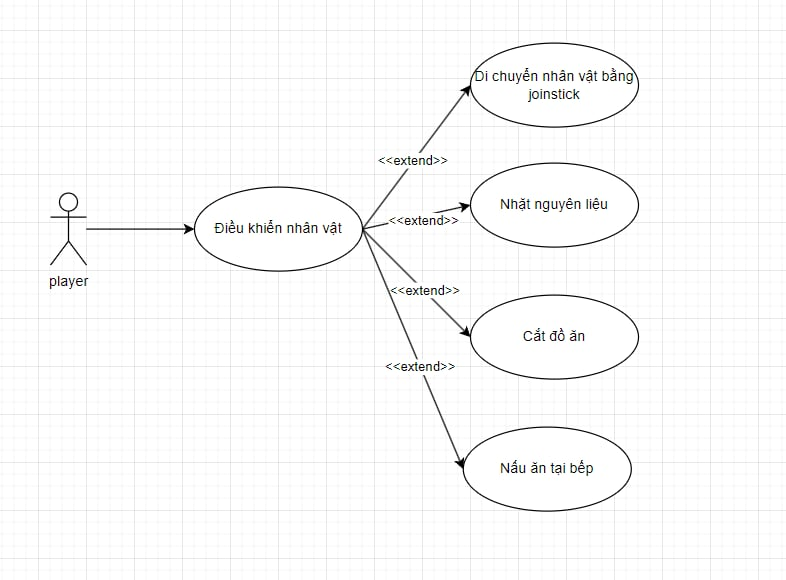 Di chuyển nhân vật bằng
joinstick
<<extend>>
Nhặt nguyên liệu
<<extend>>
Điều khiển nhân vật
player
<<extend>>
Cắt đồ ăn
<<extend>>
Nấu ăn tại bếp